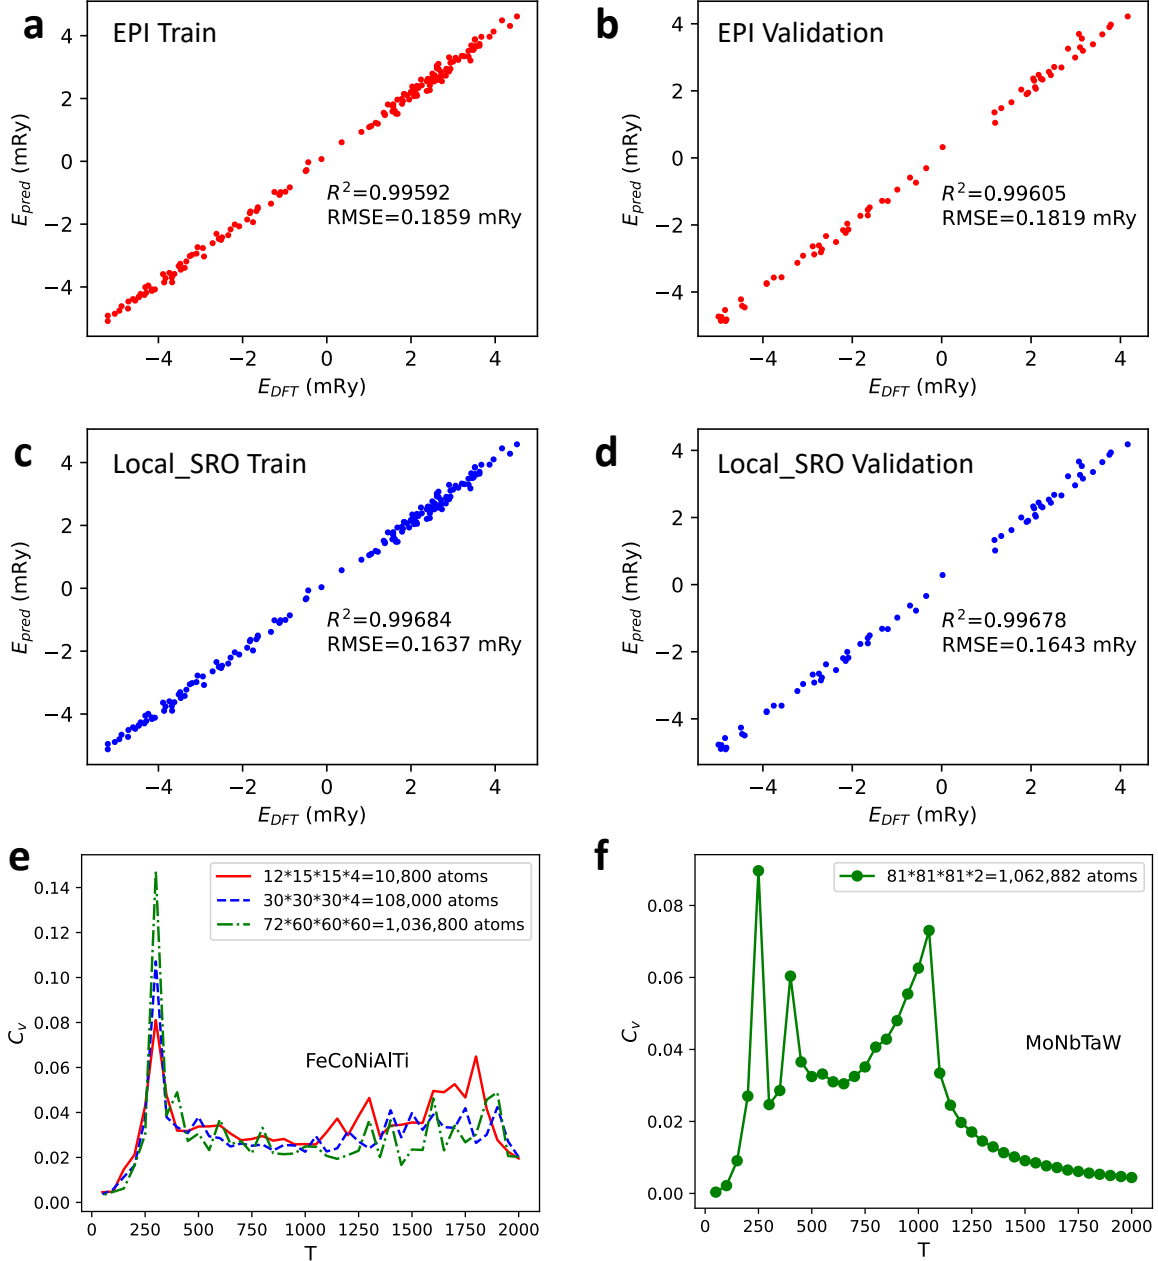 a
EPI Train
4
2
0
−2
−4
E_pred (mRy)
R²=0.99592
RMSE=0.1859 mRy
−4
−2
0
2
4
E_DFT (mRy)
b
EPI Validation
4
2
0
−2
−4
E_pred (mRy)
R²=0.99605
RMSE=0.1819 mRy
−4
−2
0
2
4
E_DFT (mRy)
c
Local_SRO Train
4
2
0
−2
−4
E_pred (mRy)
R²=0.99684
RMSE=0.1637 mRy
−4
−2
0
2
4
E_DFT (mRy)
d
Local_SRO Validation
4
2
0
−2
−4
E_pred (mRy)
R²=0.99678
RMSE=0.1643 mRy
−4
−2
0
2
4
E_DFT (mRy)
e
12*15*15*4=10,800 atoms
30*30*30*4=108,000 atoms
72*60*60*60=1,036,800 atoms
0.14
0.12
0.10
0.08
0.06
0.04
0.02
0.00
C_v
FeCoNiAlTi
0
250
500
750
1000
1250
1500
1750
2000
T
f
81*81*81*2=1,062,882 atoms
0.08
0.06
0.04
0.02
0.00
C_v
MoNbTaW
0
250
500
750
1000
1250
1500
1750
2000
T